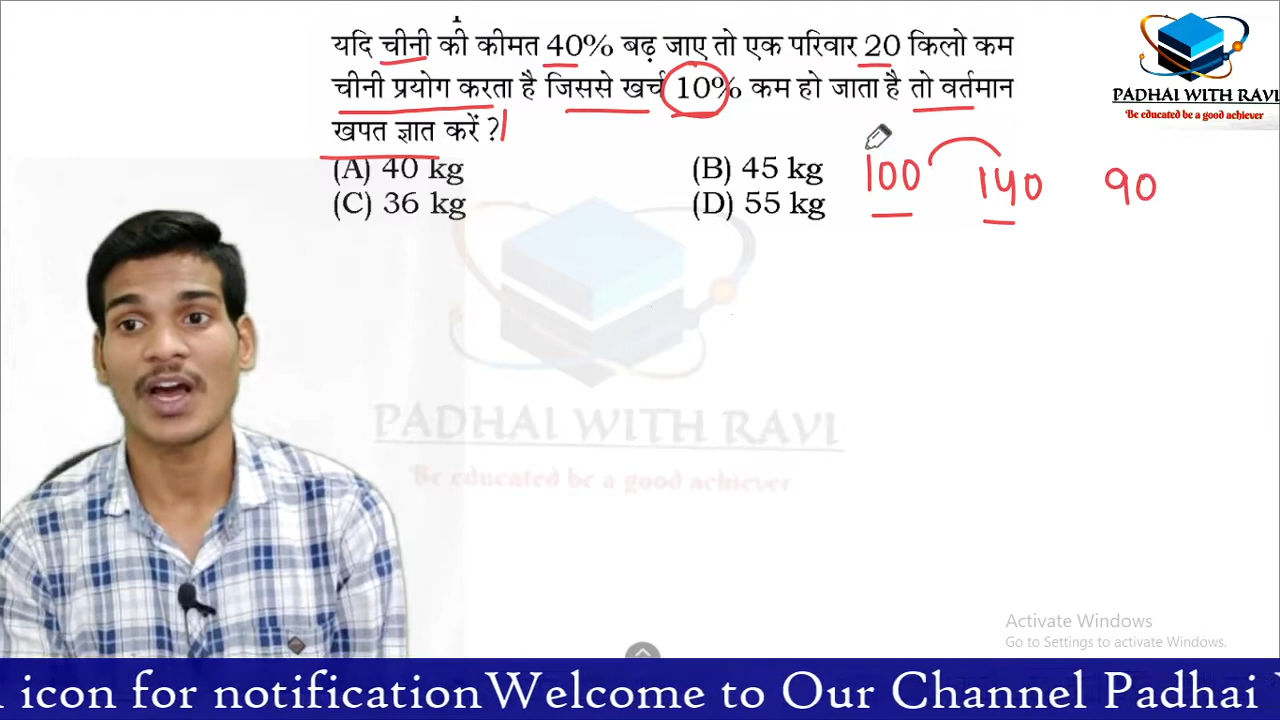 यदि चीनी की कीमत 40% बढ़ जाए तो एक परिवार 20 किलो कम
चीनी प्रयोग करता है जिससे खर्च 10% कम हो जाता है तो वर्तमान
खपत ज्ञात करें ?
(A) 40 kg (B) 45 kg
(C) 36 kg (D) 55 kg
100 140 90
PADHAI WITH RAVI
Be educated be a good achiever
PADHAI WITH RAVI
Be educated be a good achiever
Activate Windows
Go to Settings to activate Windows.
icon for notification Welcome to Our Channel Padhai